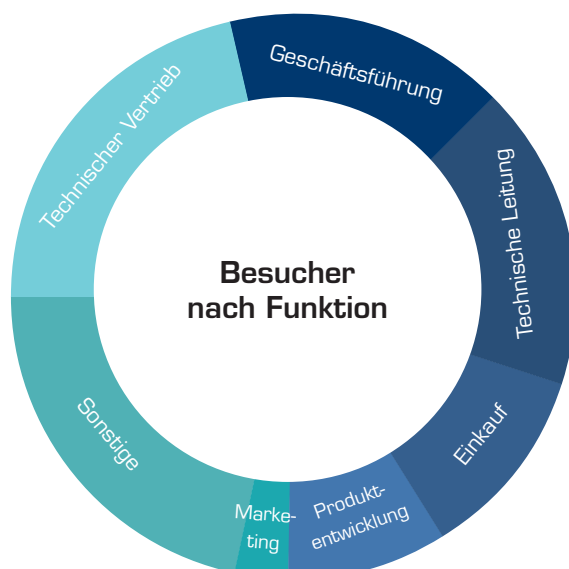 Besucher
nach Funktion
Geschäftsführung
Technische Leitung
Einkauf
Produkt-
entwicklung
Marke-
ting
Sonstige
Technischer Vertrieb